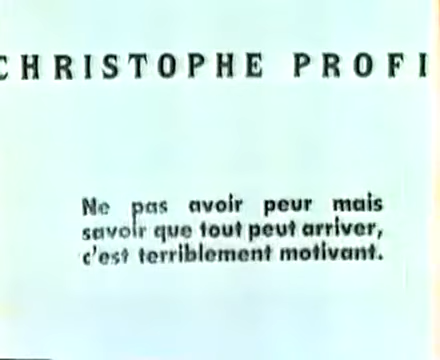 CHRISTOPHE PROFI
Ne pas avoir peur mais
savoir que tout peut arriver,
c'est terriblement motivant.